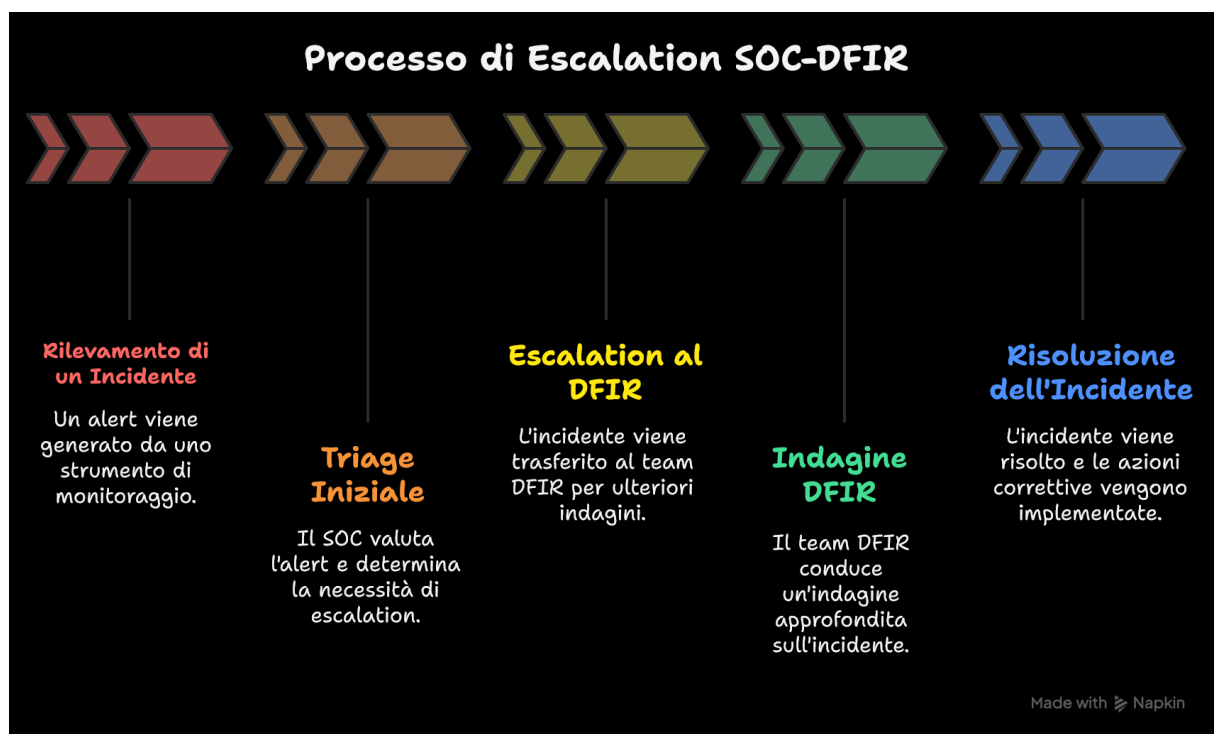 Processo di Escalation SOC-DFIR
Rilevamento di
un Incidente
Un alert viene
generato da uno
strumento di
monitoraggio.
Triage
Iniziale
Il SOC valuta
l'alert e determina
la necessità di
escalation.
Escalation al
DFIR
L'incidente viene
trasferito al team
DFIR per ulteriori
indagini.
Indagine
DFIR
Il team DFIR
conduce
un'indagine
approfondita
sull'incidente.
Risoluzione
dell'Incidente
L'incidente viene
risolto e le azioni
correttive vengono
implementate.
Made with Napkin